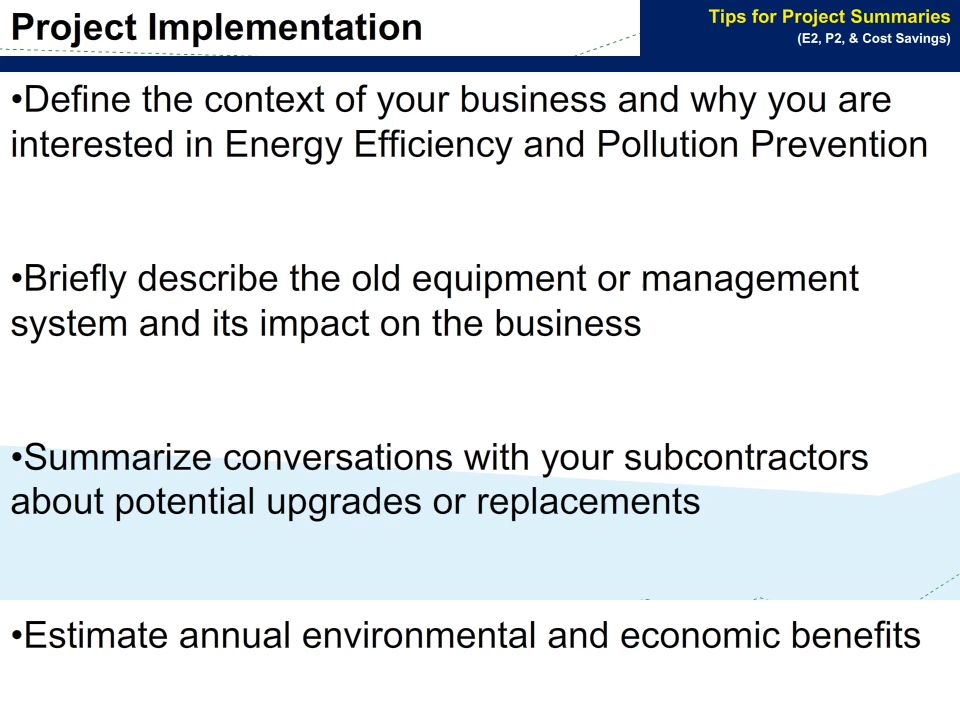 Project Implementation
Tips for Project Summaries
(E2, P2, & Cost Savings)
•Define the context of your business and why you are
interested in Energy Efficiency and Pollution Prevention
•Briefly describe the old equipment or management
system and its impact on the business
•Summarize conversations with your subcontractors
about potential upgrades or replacements
•Estimate annual environmental and economic benefits